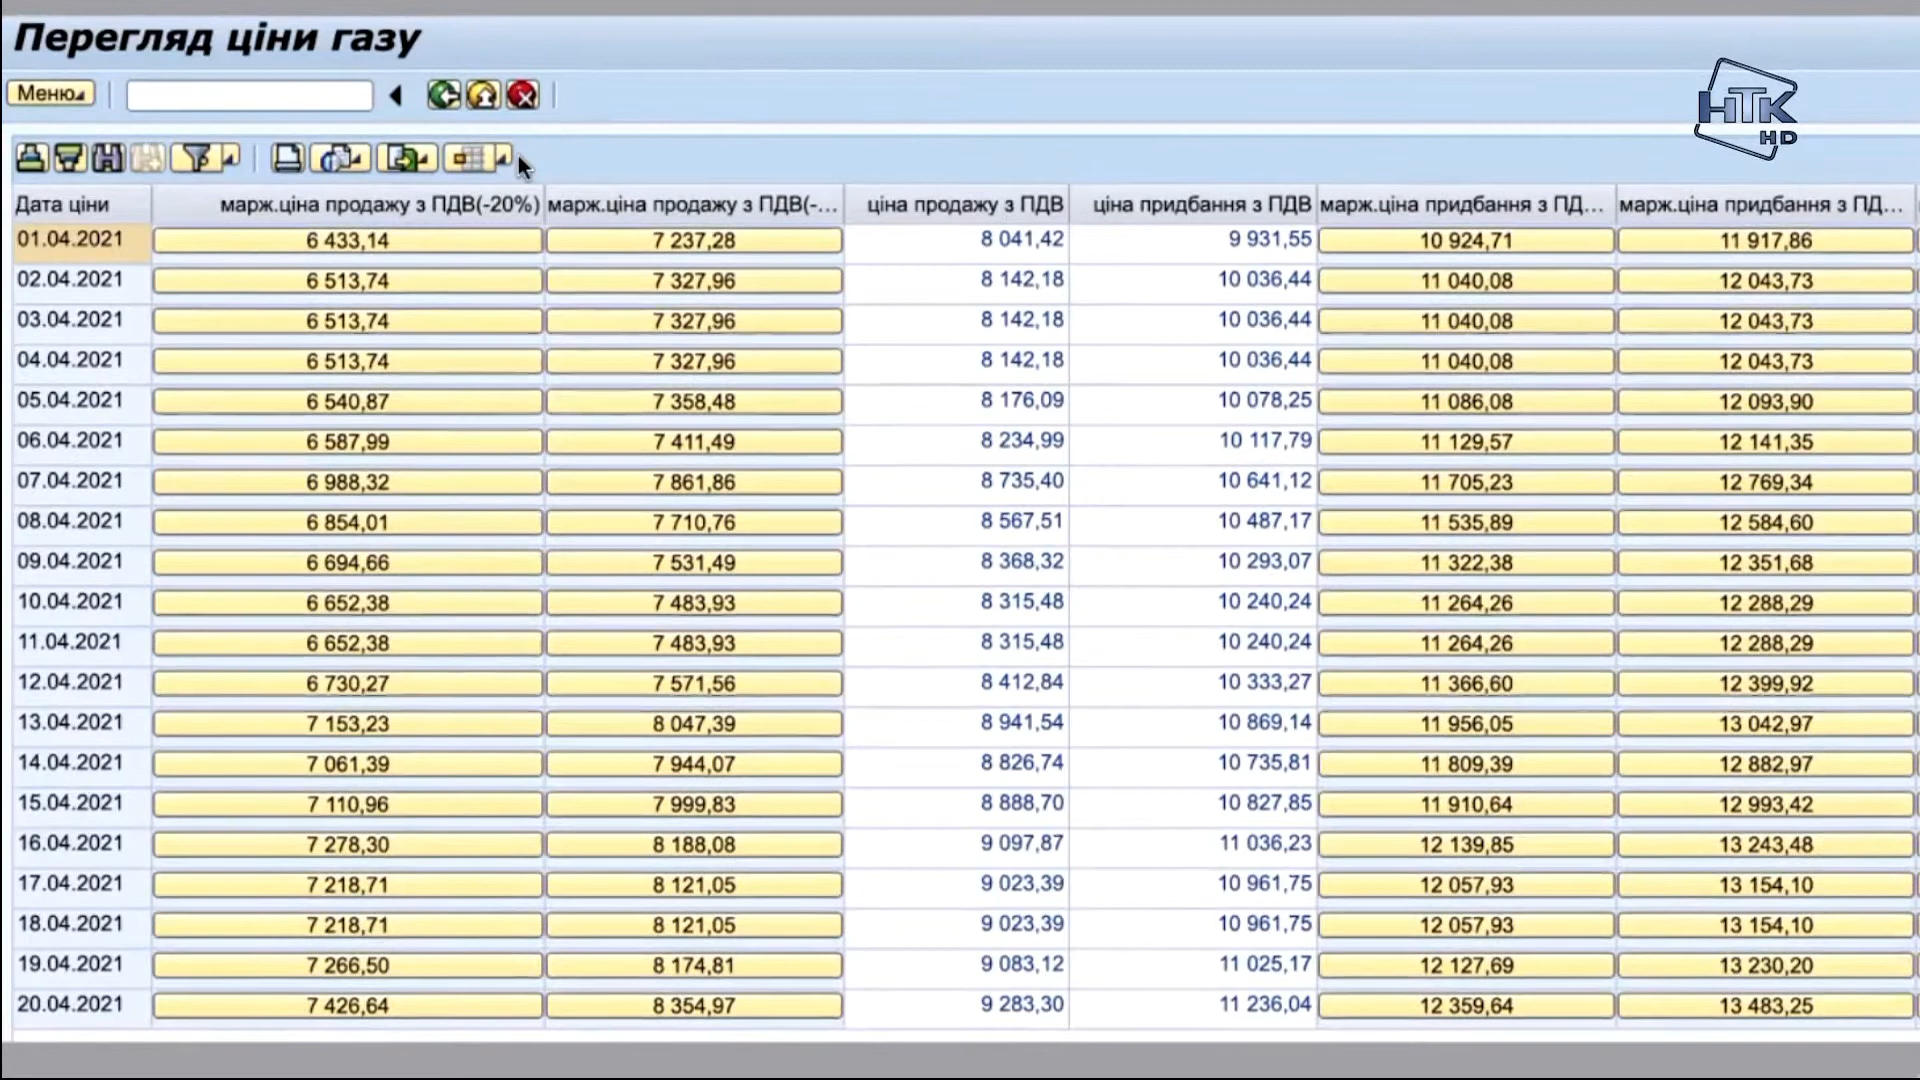 Перегляд ціни газу
Меню
НТК
HD
Дата ціни марж.ціна продажу з ПДВ(-20%) марж.ціна продажу з ПДВ(-... ціна продажу з ПДВ ціна придбання з ПДВ марж.ціна придбання з ПД... марж.ціна придбання з ПД...
01.04.2021 6 433,14 7 237,28 8 041,42 9 931,55 10 924,71 11 917,86
02.04.2021 6 513,74 7 327,96 8 142,18 10 036,44 11 040,08 12 043,73
03.04.2021 6 513,74 7 327,96 8 142,18 10 036,44 11 040,08 12 043,73
04.04.2021 6 513,74 7 327,96 8 142,18 10 036,44 11 040,08 12 043,73
05.04.2021 6 540,87 7 358,48 8 176,09 10 078,25 11 086,08 12 093,90
06.04.2021 6 587,99 7 411,49 8 234,99 10 117,79 11 129,57 12 141,35
07.04.2021 6 988,32 7 861,86 8 735,40 10 641,12 11 705,23 12 769,34
08.04.2021 6 854,01 7 710,76 8 567,51 10 487,17 11 535,89 12 584,60
09.04.2021 6 694,66 7 531,49 8 368,32 10 293,07 11 322,38 12 351,68
10.04.2021 6 652,38 7 483,93 8 315,48 10 240,24 11 264,26 12 288,29
11.04.2021 6 652,38 7 483,93 8 315,48 10 240,24 11 264,26 12 288,29
12.04.2021 6 730,27 7 571,56 8 412,84 10 333,27 11 366,60 12 399,92
13.04.2021 7 153,23 8 047,39 8 941,54 10 869,14 11 956,05 13 042,97
14.04.2021 7 061,39 7 944,07 8 826,74 10 735,81 11 809,39 12 882,97
15.04.2021 7 110,96 7 999,83 8 888,70 10 827,85 11 910,64 12 993,42
16.04.2021 7 278,30 8 188,08 9 097,87 11 036,23 12 139,85 13 243,48
17.04.2021 7 218,71 8 121,05 9 023,39 10 961,75 12 057,93 13 154,10
18.04.2021 7 218,71 8 121,05 9 023,39 10 961,75 12 057,93 13 154,10
19.04.2021 7 266,50 8 174,81 9 083,12 11 025,17 12 127,69 13 230,20
20.04.2021 7 426,64 8 354,97 9 283,30 11 236,04 12 359,64 13 483,25